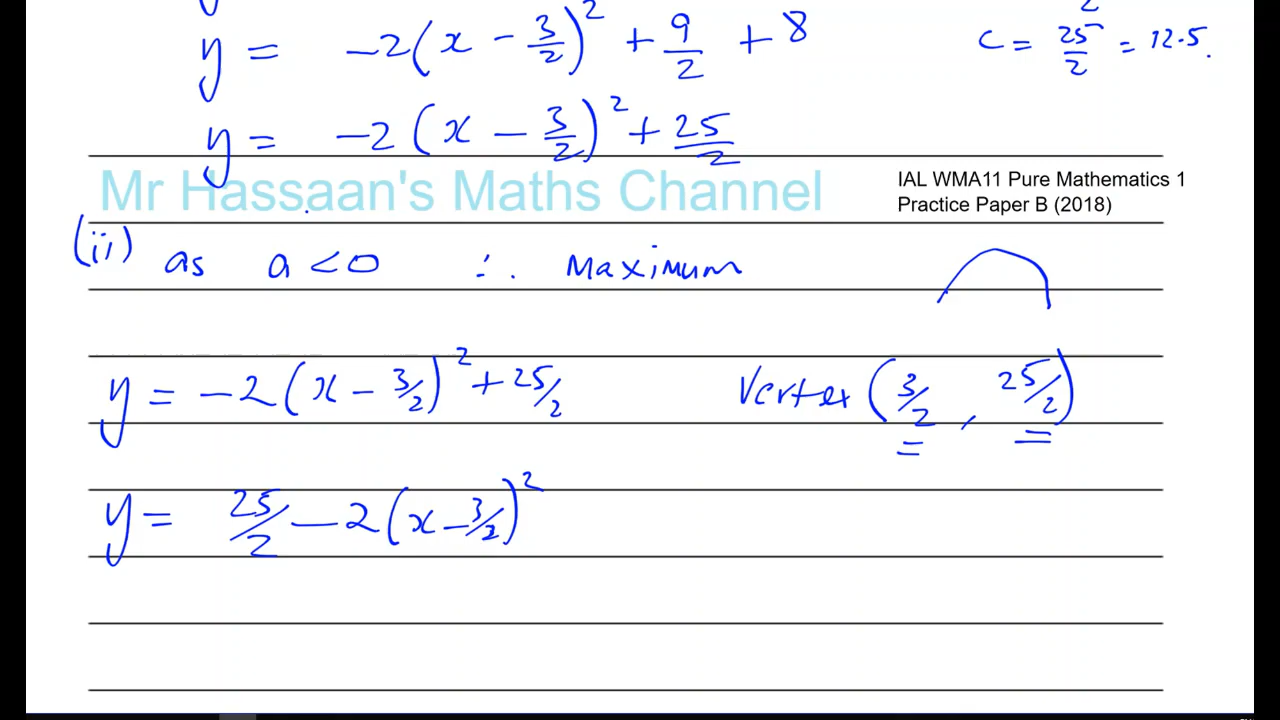 y = -2(x - 3/2)² + 9/2 + 8
c = 25/2 = 12.5.
y = -2(x - 3/2)² + 25/2
Mr Hassaan's Maths Channel
IAL WMA11 Pure Mathematics 1
Practice Paper B (2018)
(ii) as a < 0 ∴ Maximum
y = -2(x - 3/2)² + 25/2
Vertex (3/2, 25/2)
y = 25/2 - 2(x - 3/2)²